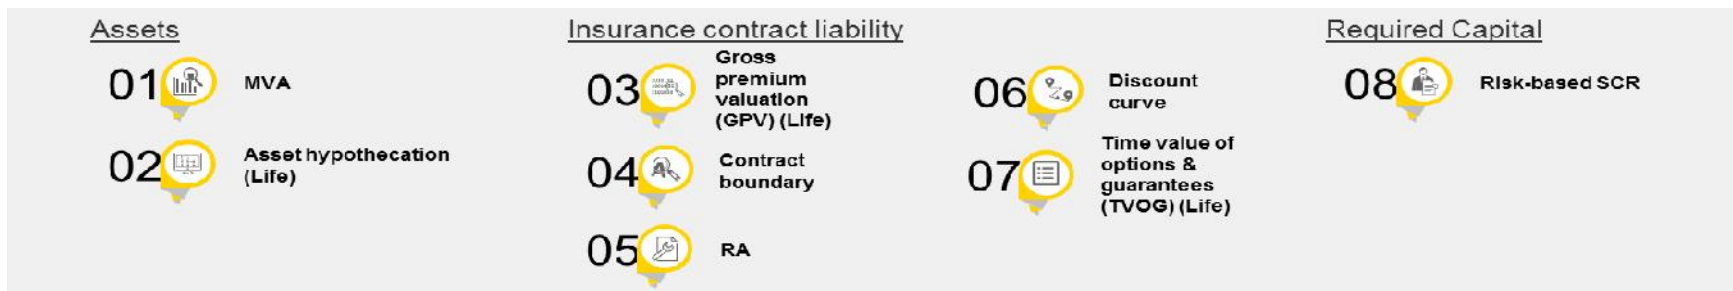 Assets
01
MVA
02
Asset hypothecation
(Life)
Insurance contract liability
03
Gross
premium
valuation
(GPV) (Life)
04
Contract
boundary
05
RA
06
Discount
curve
07
Time value of
options &
guarantees
(TVOG) (Life)
Required Capital
08
Risk-based SCR